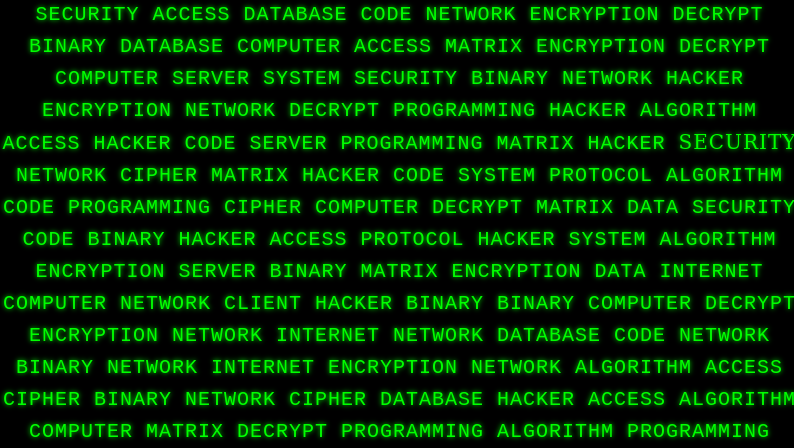 SECURITY ACCESS DATABASE CODE NETWORK ENCRYPTION DECRYPT
BINARY DATABASE COMPUTER ACCESS MATRIX ENCRYPTION DECRYPT
COMPUTER SERVER SYSTEM SECURITY BINARY NETWORK HACKER
ENCRYPTION NETWORK DECRYPT PROGRAMMING HACKER ALGORITHM
ACCESS HACKER CODE SERVER PROGRAMMING MATRIX HACKER SECURITY
NETWORK CIPHER MATRIX HACKER CODE SYSTEM PROTOCOL ALGORITHM
CODE PROGRAMMING CIPHER COMPUTER DECRYPT MATRIX DATA SECURITY
CODE BINARY HACKER ACCESS PROTOCOL HACKER SYSTEM ALGORITHM
ENCRYPTION SERVER BINARY MATRIX ENCRYPTION DATA INTERNET
COMPUTER NETWORK CLIENT HACKER BINARY BINARY COMPUTER DECRYPT
ENCRYPTION NETWORK INTERNET NETWORK DATABASE CODE NETWORK
BINARY NETWORK INTERNET ENCRYPTION NETWORK ALGORITHM ACCESS
CIPHER BINARY NETWORK CIPHER DATABASE HACKER ACCESS ALGORITHM
COMPUTER MATRIX DECRYPT PROGRAMMING ALGORITHM PROGRAMMING